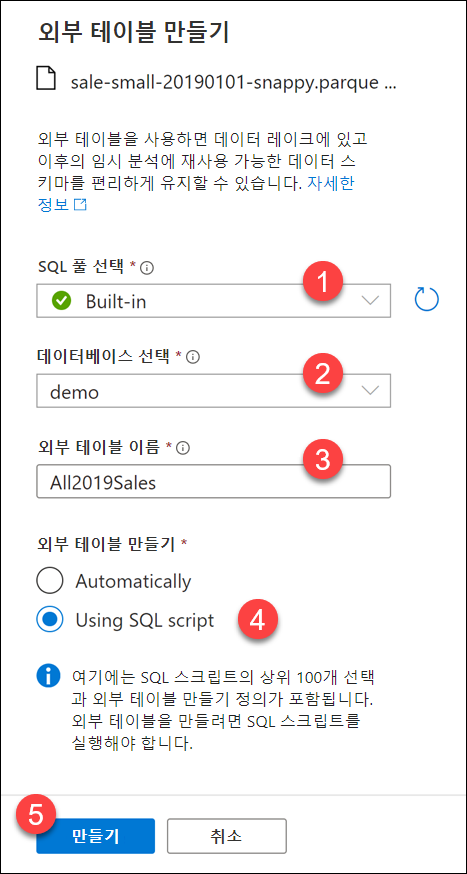 외부 테이블 만들기
sale-small-20190101-snappy.parque ...
외부 테이블을 사용하면 데이터 레이크에 있고
이후의 임시 분석에 재사용 가능한 데이터 스
키마를 편리하게 유지할 수 있습니다. 자세한
정보
SQL 풀 선택 *
1
Built-in
데이터베이스 선택 *
2
demo
외부 테이블 이름 *
3
All2019Sales
외부 테이블 만들기 *
Automatically
Using SQL script 4
여기에는 SQL 스크립트의 상위 100개 선택
과 외부 테이블 만들기 정의가 포함됩니다.
외부 테이블을 만들려면 SQL 스크립트를
실행해야 합니다.
5
만들기 취소